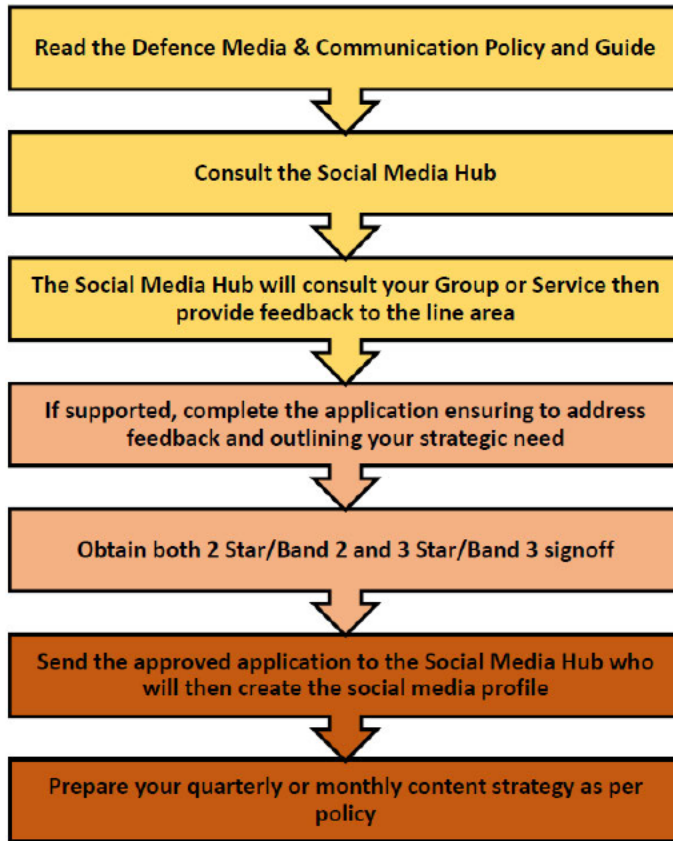 Read the Defence Media & Communication Policy and Guide
Consult the Social Media Hub
The Social Media Hub will consult your Group or Service then
provide feedback to the line area
If supported, complete the application ensuring to address
feedback and outlining your strategic need
Obtain both 2 Star/Band 2 and 3 Star/Band 3 signoff
Send the approved application to the Social Media Hub who
will then create the social media profile
Prepare your quarterly or monthly content strategy as per
policy